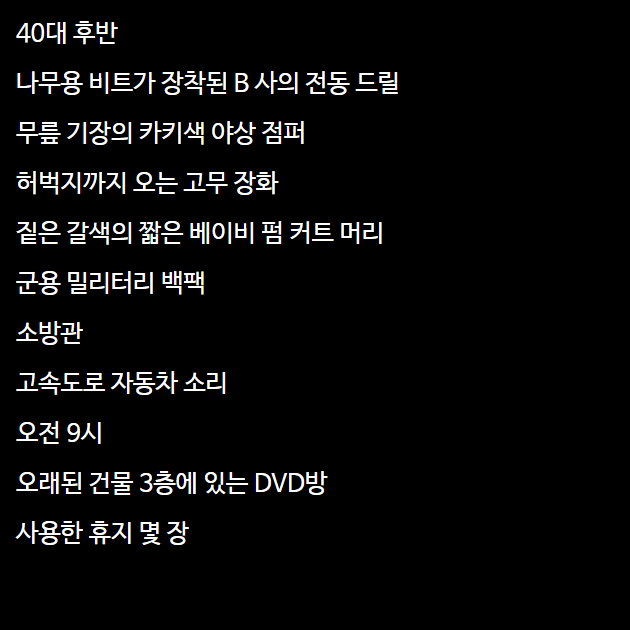 40대 후반
나무용 비트가 장착된 B 사의 전동 드릴
무릎 기장의 카키색 야상 점퍼
허벅지까지 오는 고무 장화
짙은 갈색의 짧은 베이비 펌 커트 머리
군용 밀리터리 백팩
소방관
고속도로 자동차 소리
오전 9시
오래된 건물 3층에 있는 DVD방
사용한 휴지 몇 장